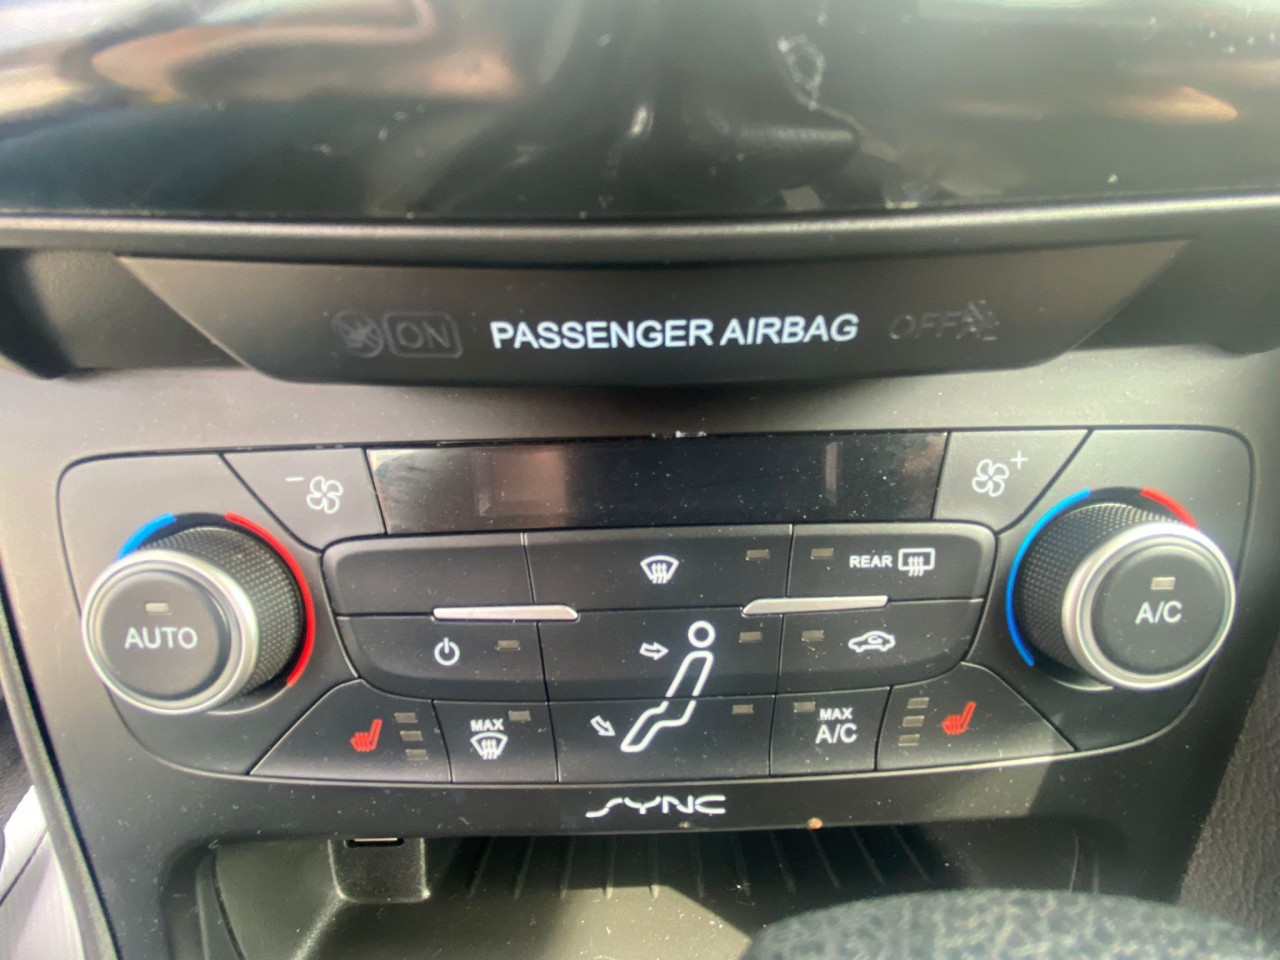 ON PASSENGER AIRBAG OFF
- +
REAR
AUTO
A/C
MAX
MAX
A/C
SYNC